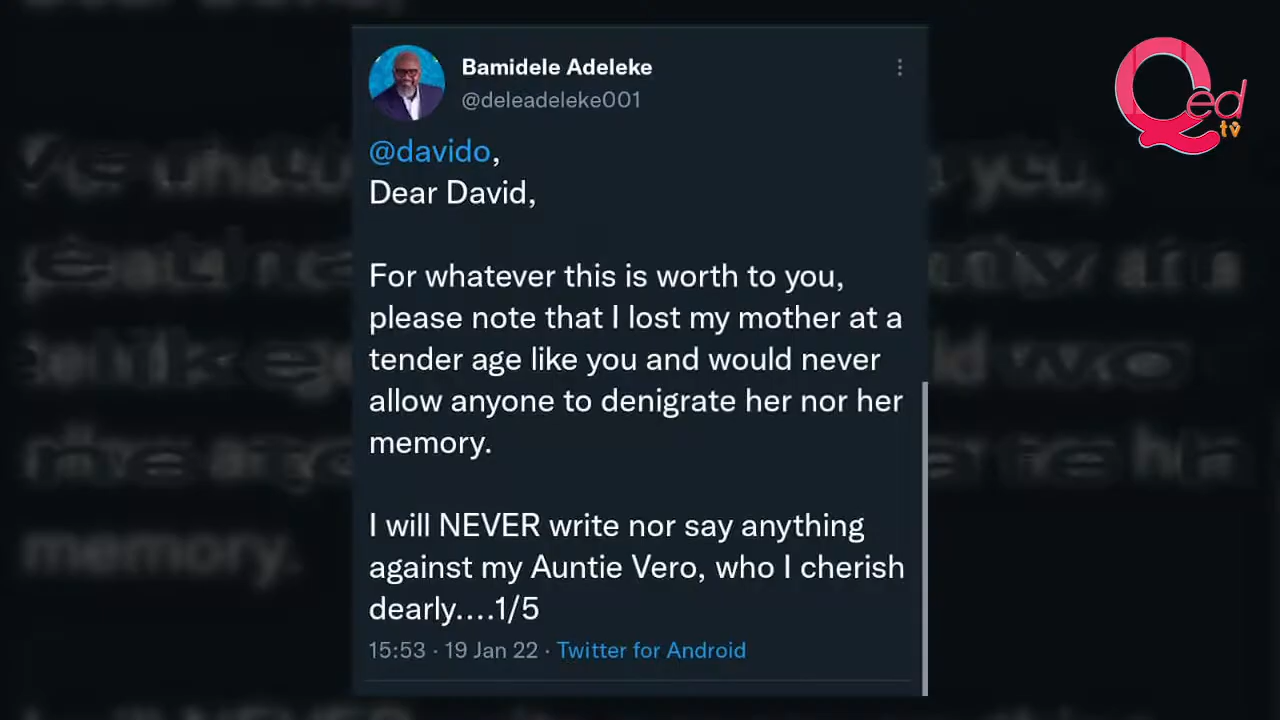 Bamidele Adeleke
@deleadeleke001
@davido,
Dear David,
For whatever this is worth to you,
please note that I lost my mother at a
tender age like you and would never
allow anyone to denigrate her nor her
memory.
I will NEVER write nor say anything
against my Auntie Vero, who I cherish
dearly....1/5
15:53 · 19 Jan 22 · Twitter for Android
Qed
tv